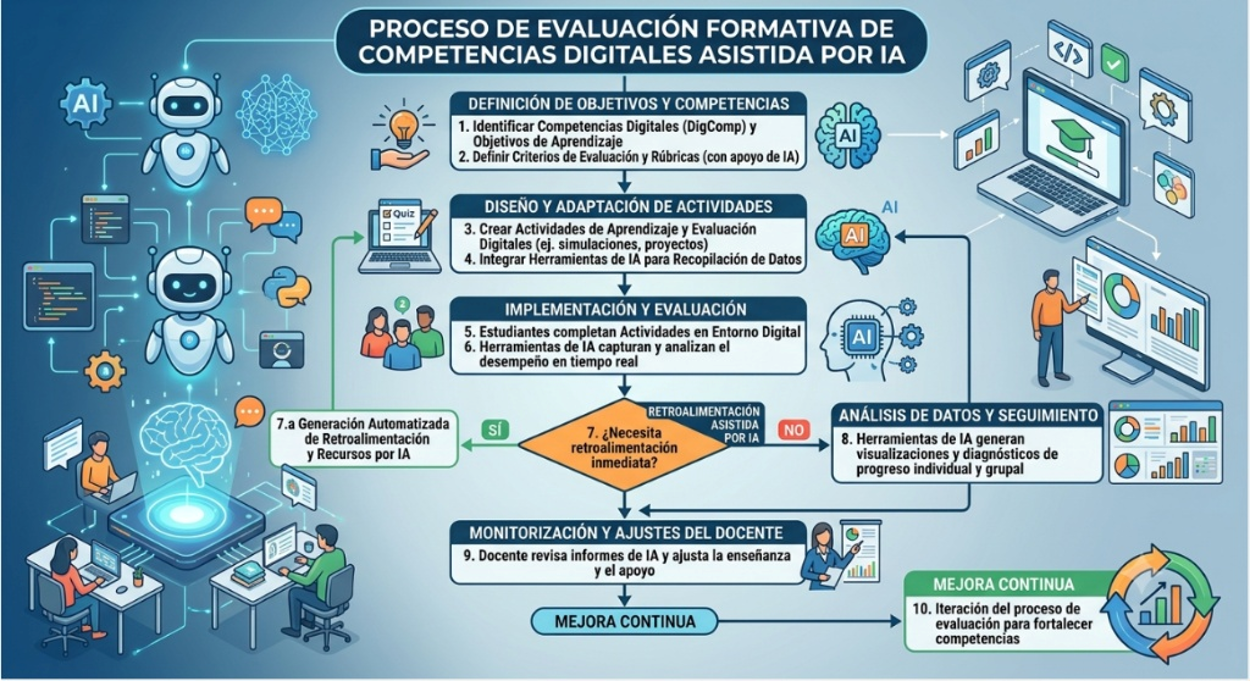 PROCESO DE EVALUACIÓN FORMATIVA DE
COMPETENCIAS DIGITALES ASISTIDA POR IA
AI
DEFINICIÓN DE OBJETIVOS Y COMPETENCIAS
1. Identificar Competencias Digitales (DigComp) y
Objetivos de Aprendizaje
2. Definir Criterios de Evaluación y Rúbricas (con apoyo de IA)
AI
</>
Quiz
DISEÑO Y ADAPTACIÓN DE ACTIVIDADES
3. Crear Actividades de Aprendizaje y Evaluación
Digitales (ej. simulaciones, proyectos)
4. Integrar Herramientas de IA para Recopilación de Datos
AI
AI
2
IMPLEMENTACIÓN Y EVALUACIÓN
5. Estudiantes completan Actividades en Entorno Digital
6. Herramientas de IA capturan y analizan el
desempeño en tiempo real
AI
7.a Generación Automatizada
de Retroalimentación
y Recursos por IA
SÍ
7. ¿Necesita
retroalimentación
inmediata?
RETROALIMENTACIÓN
ASISTIDA
POR IA
NO
ANÁLISIS DE DATOS Y SEGUIMIENTO
8. Herramientas de IA generan
visualizaciones y diagnósticos de
progreso individual y grupal
MONITORIZACIÓN Y AJUSTES DEL DOCENTE
9. Docente revisa informes de IA y ajusta la enseñanza
y el apoyo
MEJORA CONTINUA
MEJORA CONTINUA
10. Iteración del proceso de
evaluación para fortalecer
competencias